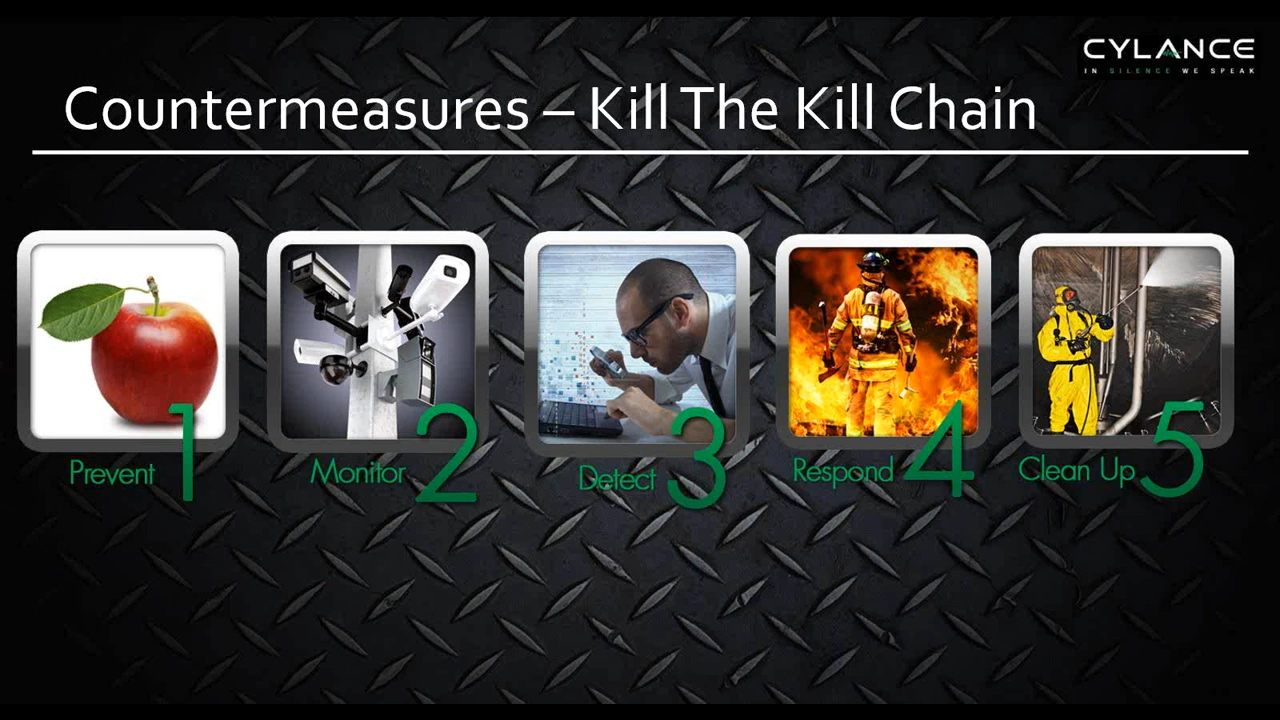 CYLANCE
IN SILENCE WE SPEAK
Countermeasures – Kill The Kill Chain
Prevent 1
Monitor 2
Detect 3
Respond 4
Clean Up 5